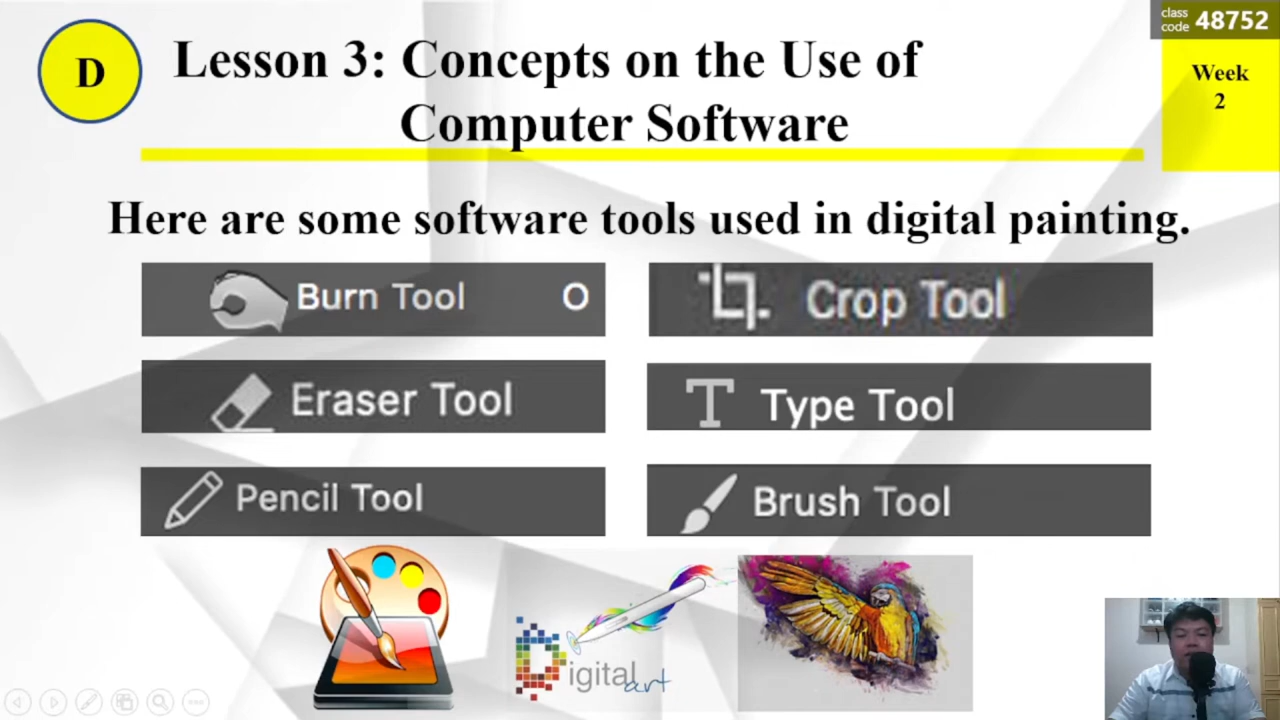 class
code 48752
D
Lesson 3: Concepts on the Use of
Computer Software
Week
2
Here are some software tools used in digital painting.
Burn Tool O
Crop Tool
Eraser Tool
Type Tool
Pencil Tool
Brush Tool
Digital art